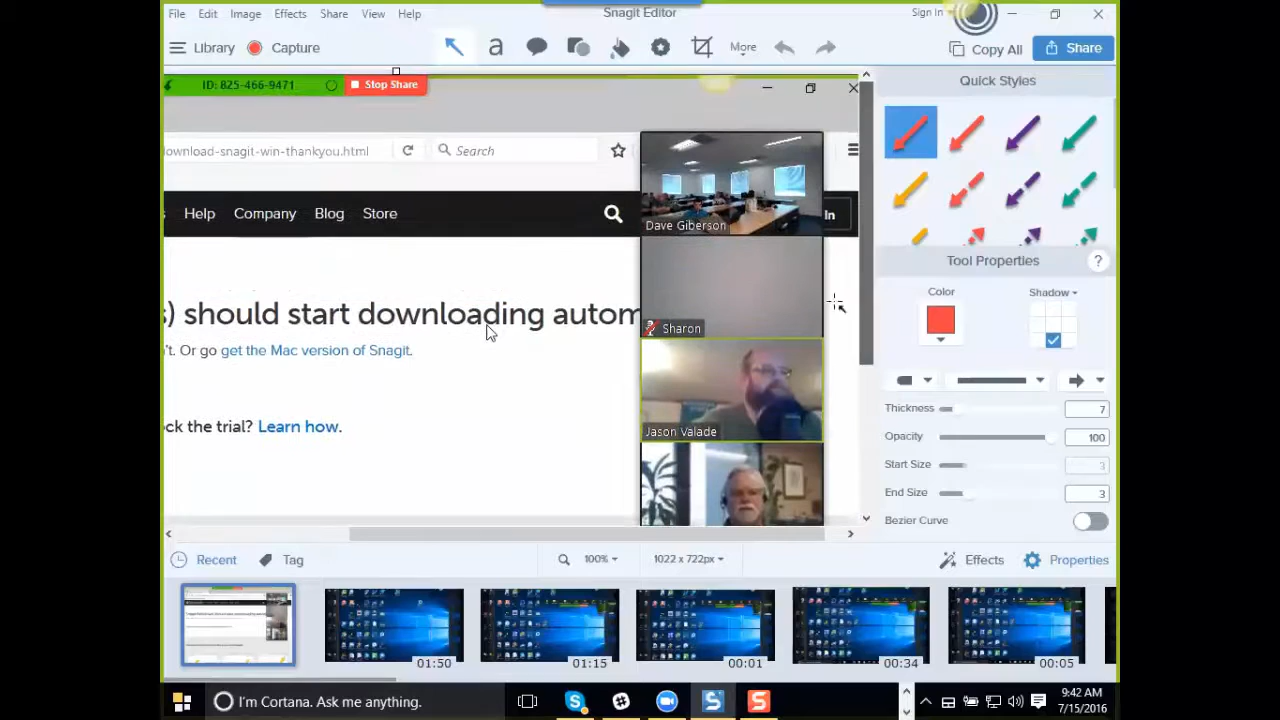 File Edit Image Effects Share View Help
Snagit Editor
Sign In
Library Capture
a
More
Copy All
Share
ID: 825-466-9471
Stop Share
Quick Styles
ownload-snagit-win-thankyou.html
Search
Help Company Blog Store
In
Dave Giberson
s) should start downloading autom
Sharon
't. Or go get the Mac version of Snagit.
ock the trial? Learn how.
Jason Valade
Tool Properties
?
Color
Shadow
Thickness
7
Opacity
100
Start Size
3
End Size
3
Bezier Curve
Recent
Tag
100%
1022 x 722px
Effects
Properties
01:50
01:15
00:01
00:34
00:05
I'm Cortana. Ask me anything.
S
S
S
9:42 AM
7/15/2016